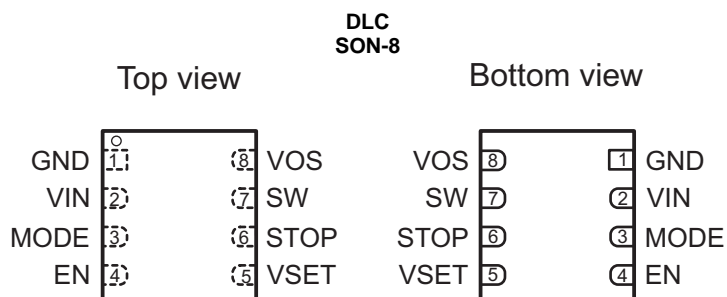 DLC
SON-8
Top view
Bottom view
GND 1 8 VOS
VIN 2 7 SW
MODE 3 6 STOP
EN 4 5 VSET
VOS 8 1 GND
SW 7 2 VIN
STOP 6 3 MODE
VSET 5 4 EN